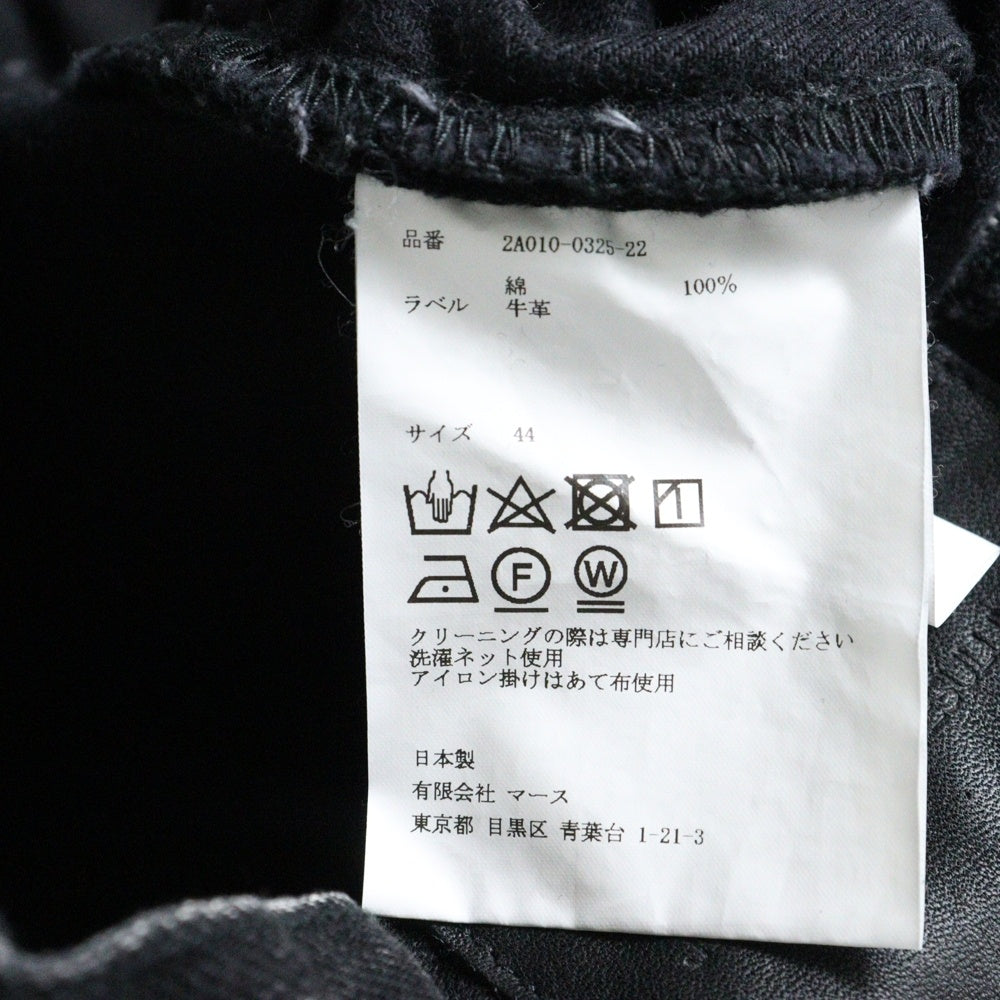 品番 2A010-0325-22
綿 100%
ラベル 牛革
サイズ 44
F W
クリーニングの際は専門店にご相談ください
洗濯ネット使用
アイロン掛けはあて布使用
日本製
有限会社 マース
東京都 目黒区 青葉台 1-21-3